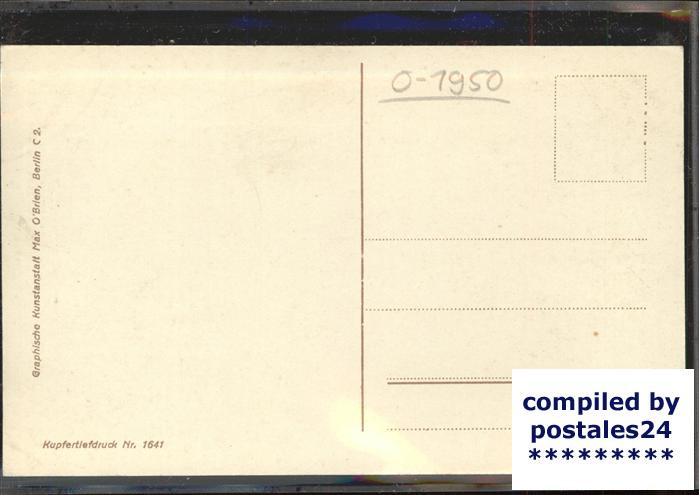 Graphische Kunstanstalt Max O'Brien, Berlin C 2.
Kupfertiefdruck Nr. 1641
O-1950
compiled by
postales24
*********